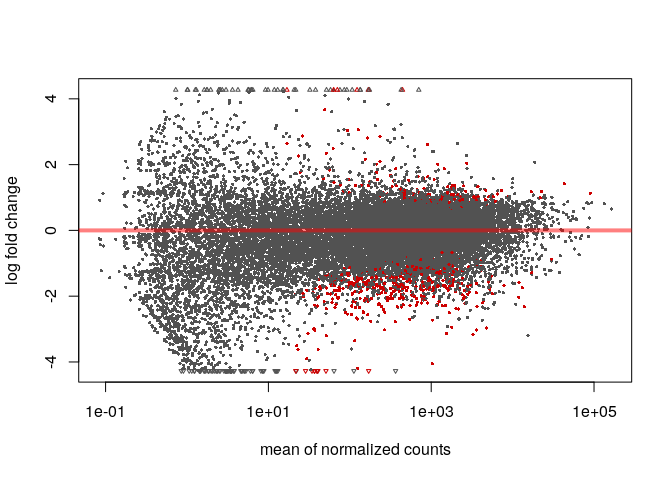 4
2
0
-2
-4
log fold change
1e-01
1e+01
1e+03
1e+05
mean of normalized counts